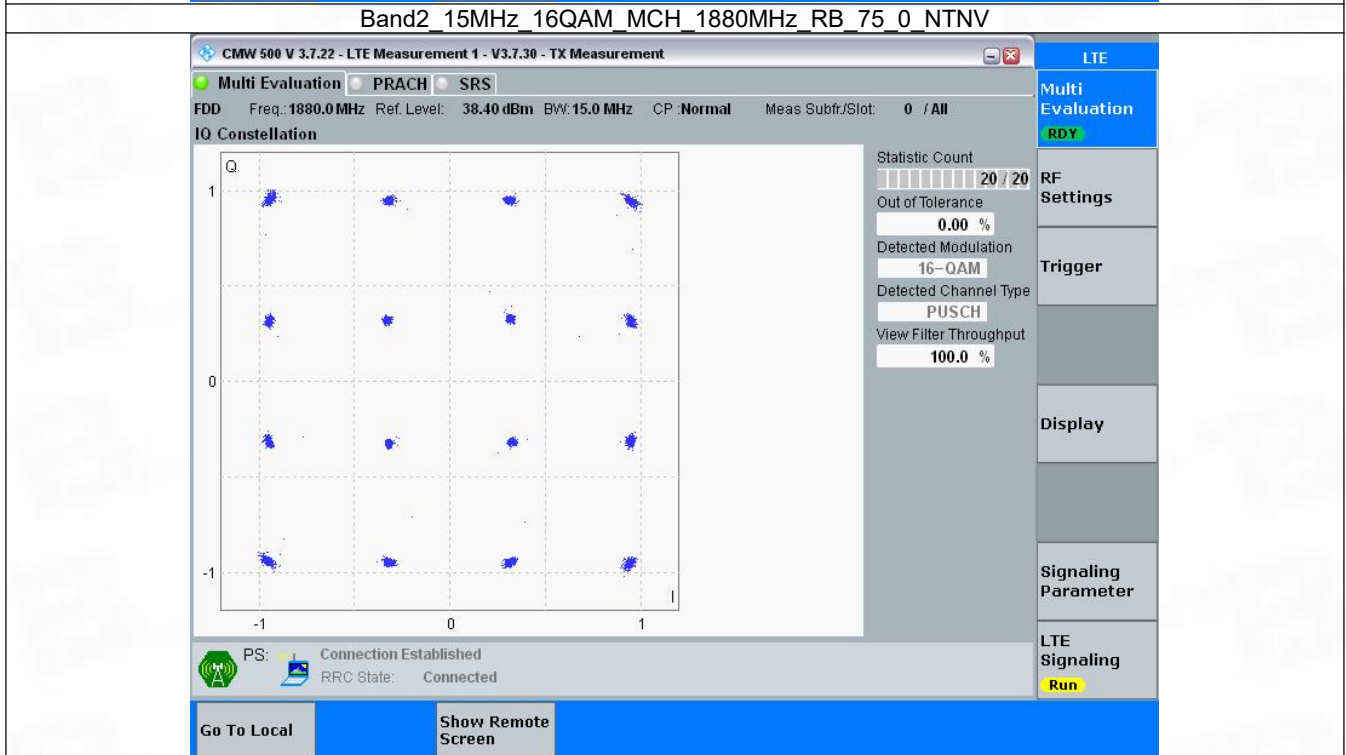 Band2_15MHz_16QAM_MCH_1880MHz_RB_75_0_NTNV
CMW 500 V 3.7.22 - LTE Measurement 1 - V3.7.30 - TX Measurement
LTE
Multi Evaluation PRACH SRS
Multi
Evaluation
RDY
FDD Freq.: 1880.0 MHz Ref. Level: 38.40 dBm BW: 15.0 MHz CP :Normal Meas Subfr./Slot: 0 / All
IQ Constellation
Q
1
0
-1
I
-1 0 1
Statistic Count
20 / 20
Out of Tolerance
0.00 %
Detected Modulation
16-QAM
Detected Channel Type
PUSCH
View Filter Throughput
100.0 %
RF
Settings
Trigger
Display
Signaling
Parameter
LTE
Signaling
Run
PS: Connection Established
RRC State: Connected
Go To Local
Show Remote
Screen